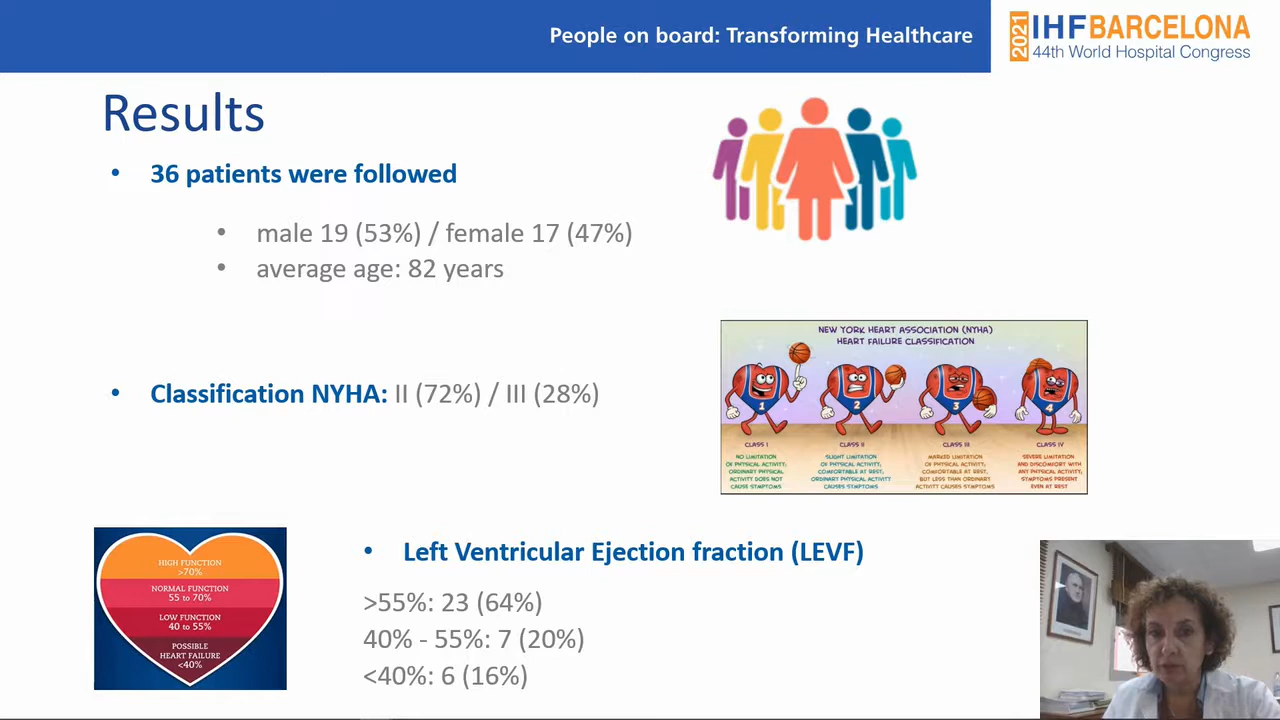 People on board: Transforming Healthcare
2021
IHFBARCELONA
44th World Hospital Congress
Results
• 36 patients were followed
• male 19 (53%) / female 17 (47%)
• average age: 82 years
• Classification NYHA: II (72%) / III (28%)
NEW YORK HEART ASSOCIATION (NYHA)
HEART FAILURE CLASSIFICATION
1
2
3
4
CLASS I
NO LIMITATION
OF PHYSICAL ACTIVITY;
ORDINARY PHYSICAL
ACTIVITY DOES NOT
CAUSE SYMPTOMS
CLASS II
SLIGHT LIMITATION
OF PHYSICAL ACTIVITY;
COMFORTABLE AT REST,
ORDINARY PHYSICAL ACTIVITY
CAUSES SYMPTOMS
CLASS III
MARKED LIMITATION
OF PHYSICAL ACTIVITY;
COMFORTABLE AT REST,
BUT LESS THAN ORDINARY
ACTIVITY CAUSES SYMPTOMS
CLASS IV
SEVERE LIMITATION
AND DISCOMFORT WITH
ANY PHYSICAL ACTIVITY;
SYMPTOMS PRESENT
EVEN AT REST
HIGH FUNCTION
>70%
NORMAL FUNCTION
55 to 70%
LOW FUNCTION
40 to 55%
POSSIBLE
HEART FAILURE
<40%
• Left Ventricular Ejection fraction (LEVF)
>55%: 23 (64%)
40% - 55%: 7 (20%)
<40%: 6 (16%)